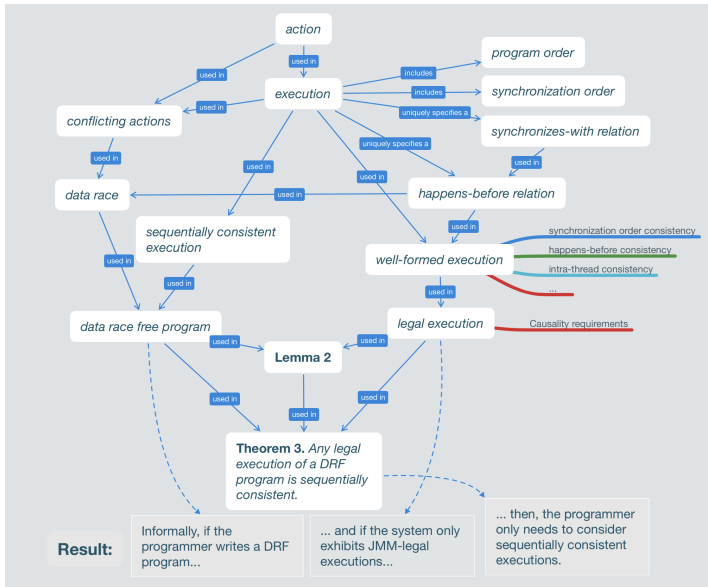 action
used in
used in
program order
includes
execution
includes
synchronization order
used in
uniquely specifies a
conflicting actions
synchronizes-with relation
uniquely specifies a
used in
used in
used in
used in
data race
used in
happens-before relation
sequentially consistent
execution
used in
synchronization order consistency
used in
well-formed execution
happens-before consistency
intra-thread consistency
used in
used in
...
data race free program
legal execution
Causality requirements
used in
used in
Lemma 2
used in
used in
used in
Theorem 3. Any legal
execution of a DRF
program is sequentially
consistent.
Result:
Informally, if the
programmer writes a DRF
program...
... and if the system only
exhibits JMM-legal
executions...
... then, the programmer
only needs to consider
sequentially consistent
executions.